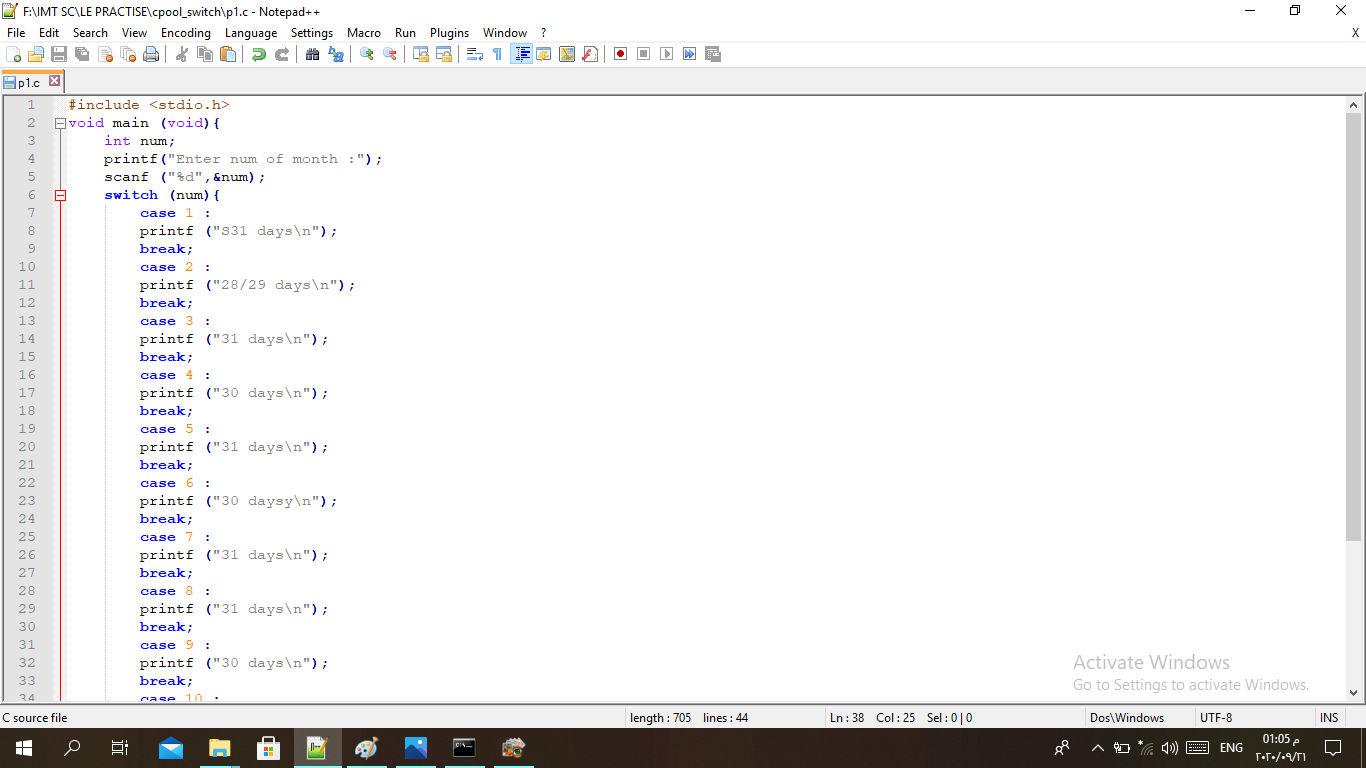 F:\IMT SC\LE PRACTISE\cpool_switch\p1.c - Notepad++
File Edit Search View Encoding Language Settings Macro Run Plugins Window ? X
p1.c
1 #include <stdio.h>
2 void main (void){
3 int num;
4 printf("Enter num of month :");
5 scanf ("%d",&num);
6 switch (num){
7 case 1 :
8 printf ("S31 days\n");
9 break;
10 case 2 :
11 printf ("28/29 days\n");
12 break;
13 case 3 :
14 printf ("31 days\n");
15 break;
16 case 4 :
17 printf ("30 days\n");
18 break;
19 case 5 :
20 printf ("31 days\n");
21 break;
22 case 6 :
23 printf ("30 daysy\n");
24 break;
25 case 7 :
26 printf ("31 days\n");
27 break;
28 case 8 :
29 printf ("31 days\n");
30 break;
31 case 9 :
32 printf ("30 days\n");
33 break;
34 case 10 :
Activate Windows
Go to Settings to activate Windows.
C source file length : 705 lines : 44 Ln : 38 Col : 25 Sel : 0 | 0 Dos\Windows UTF-8 INS
ENG
01:05 م
٢٠٢٠/٠٩/٢١